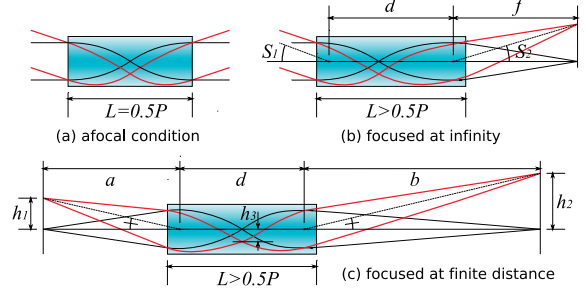 d
f
S1
S2
L=0.5P
L>0.5P
(a) afocal condition
(b) focused at infinity
a
d
b
h1
h3
h2
L>0.5P
(c) focused at finite distance